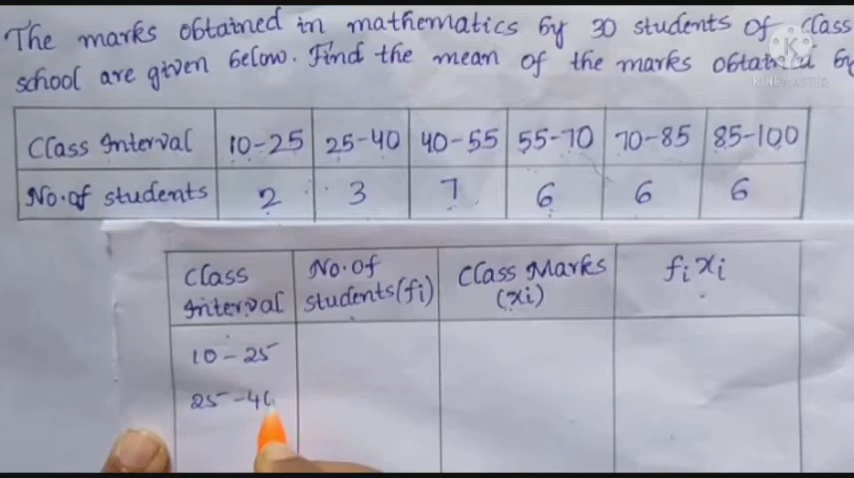 The marks obtained in mathematics by 30 students of class
school are given below. Find the mean of the marks obtained by
KINEMASTER
Class Interval 10-25 25-40 40-55 55-70 70-85 85-100
No. of students 2 3 7 6 6 6
Class Interval No. of students (fi) Class Marks (xi) fi xi
10-25
25-40